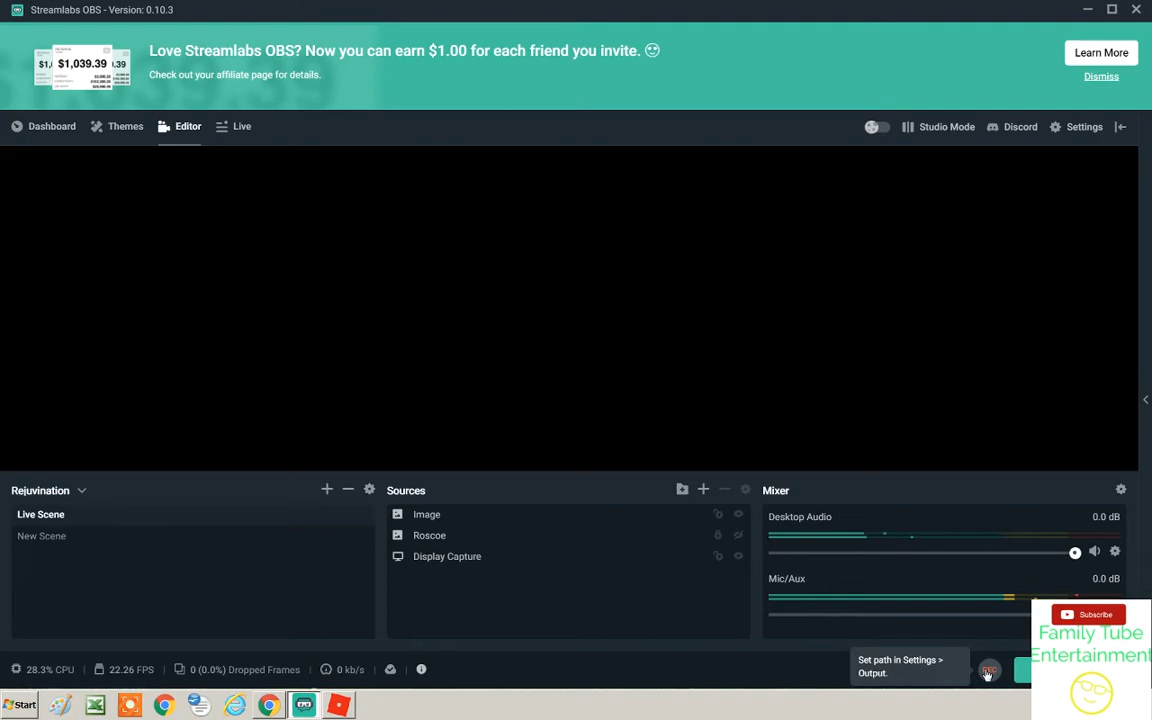 Streamlabs OBS - Version: 0.10.3
Love Streamlabs OBS? Now you can earn $1.00 for each friend you invite.
Check out your affiliate page for details.
$1,039.39
Learn More
Dismiss
Dashboard
Themes
Editor
Live
Studio Mode
Discord
Settings
Rejuvination
Live Scene
New Scene
Sources
Image
Roscoe
Display Capture
Mixer
Desktop Audio
0.0 dB
Mic/Aux
0.0 dB
28.3% CPU
22.26 FPS
0 (0.0%) Dropped Frames
0 kb/s
Set path in Settings >
Output.
REC
Subscribe
Family Tube
Entertainment
Start